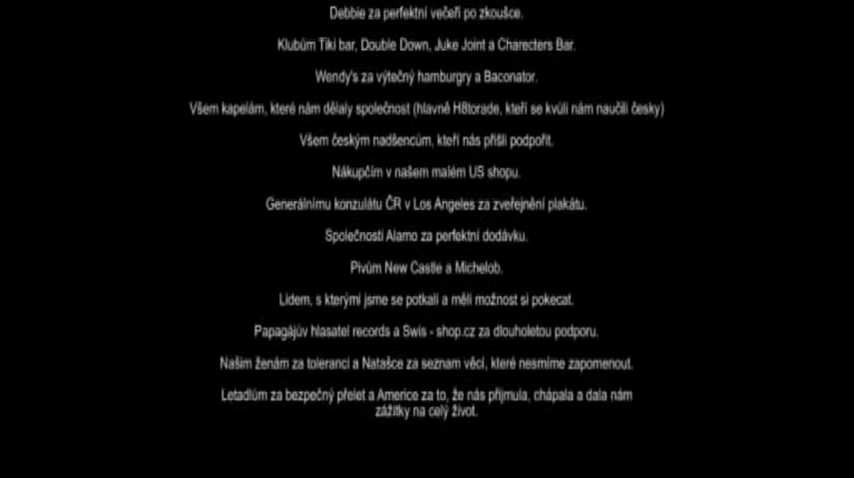 Debbie za perfektní večeři po zkoušce.
Klubům Tiki bar, Double Down, Juke Joint a Charecters Bar.
Wendy's za výtečný hamburgry a Baconator.
Všem kapelám, které nám dělaly společnost (hlavně H8torade, kteří se kvůli nám naučili česky)
Všem českým nadšencům, kteří nás přišli podpořit.
Nákupčím v našem malém US shopu.
Generálnímu konzulátu ČR v Los Angeles za zveřejnění plakátu.
Společnosti Alamo za perfektní dodávku.
Pivům New Castle a Michelob.
Lidem, s kterými jsme se potkali a měli možnost si pokecat.
Papagájův hlasatel records a Swis - shop.cz za dlouholetou podporu.
Našim ženám za toleranci a Natašce za seznam věcí, které nesmíme zapomenout.
Letadlům za bezpečný přelet a Americe za to, že nás přijmula, chápala a dala nám
zážitky na celý život.